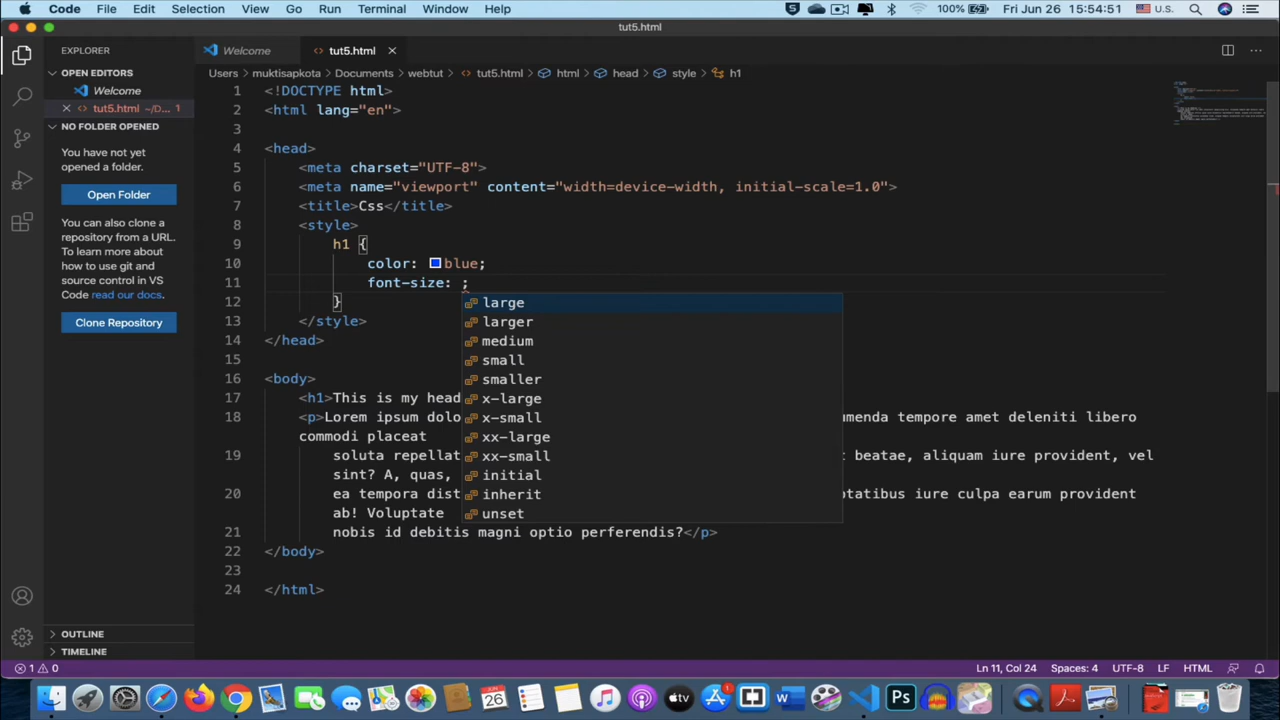 Code File Edit Selection View Go Run Terminal Window Help 100% Fri Jun 26 15:54:51 U.S.
tut5.html
EXPLORER
Welcome
tut5.html
OPEN EDITORS
Users > muktisapkota > Documents > webtut > tut5.html > html > head > style > h1
Welcome
tut5.html ~/D... 1
NO FOLDER OPENED
You have not yet
opened a folder.
Open Folder
You can also clone a
repository from a URL.
To learn more about
how to use git and
source control in VS
Code read our docs.
Clone Repository
OUTLINE
TIMELINE
1 <!DOCTYPE html>
2 <html lang="en">
3
4 <head>
5 <meta charset="UTF-8">
6 <meta name="viewport" content="width=device-width, initial-scale=1.0">
7 <title>Css</title>
8 <style>
9 h1 {
10 color: blue;
11 font-size: ;
12 }
13 </style>
14 </head>
15
16 <body>
17 <h1>This is my head
18 <p>Lorem ipsum dolo umenda tempore amet deleniti libero
commodi placeat
19 soluta repellat t beatae, aliquam iure provident, vel
sint? A, quas,
20 ea tempora dist ptatibus iure culpa earum provident
ab! Voluptate
21 nobis id debitis magni optio perferendis?</p>
22 </body>
23
24 </html>
large
larger
medium
small
smaller
x-large
x-small
xx-large
xx-small
initial
inherit
unset
1 0 Ln 11, Col 24 Spaces: 4 UTF-8 LF HTML